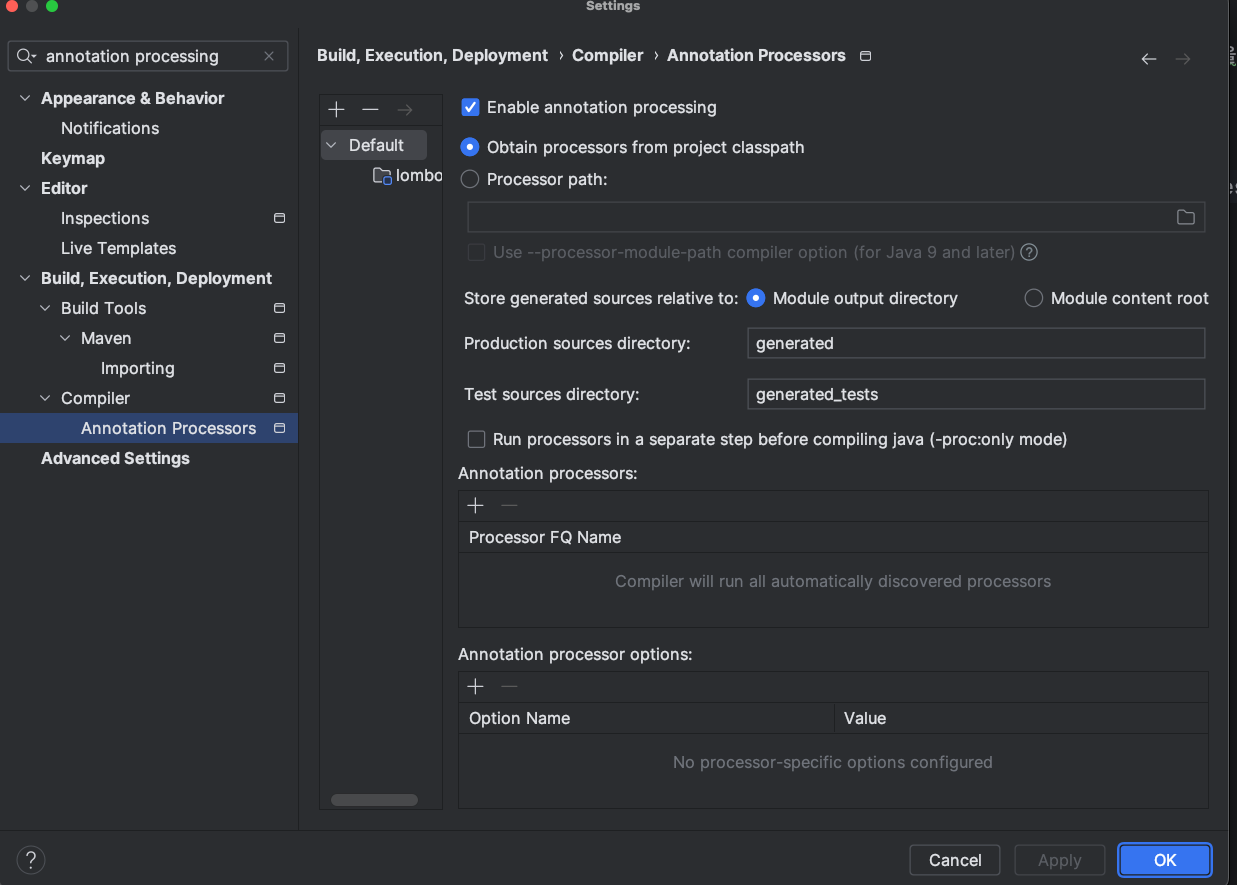 Settings
annotation processing
Appearance & Behavior
Notifications
Keymap
Editor
Inspections
Live Templates
Build, Execution, Deployment
Build Tools
Maven
Importing
Compiler
Annotation Processors
Advanced Settings
Build, Execution, Deployment › Compiler › Annotation Processors
Default
lombo
Enable annotation processing
Obtain processors from project classpath
Processor path:
Use --processor-module-path compiler option (for Java 9 and later) ?
Store generated sources relative to: Module output directory Module content root
Production sources directory: generated
Test sources directory: generated_tests
Run processors in a separate step before compiling java (-proc:only mode)
Annotation processors:
Processor FQ Name
Compiler will run all automatically discovered processors
Annotation processor options:
Option Name Value
No processor-specific options configured
? Cancel Apply OK